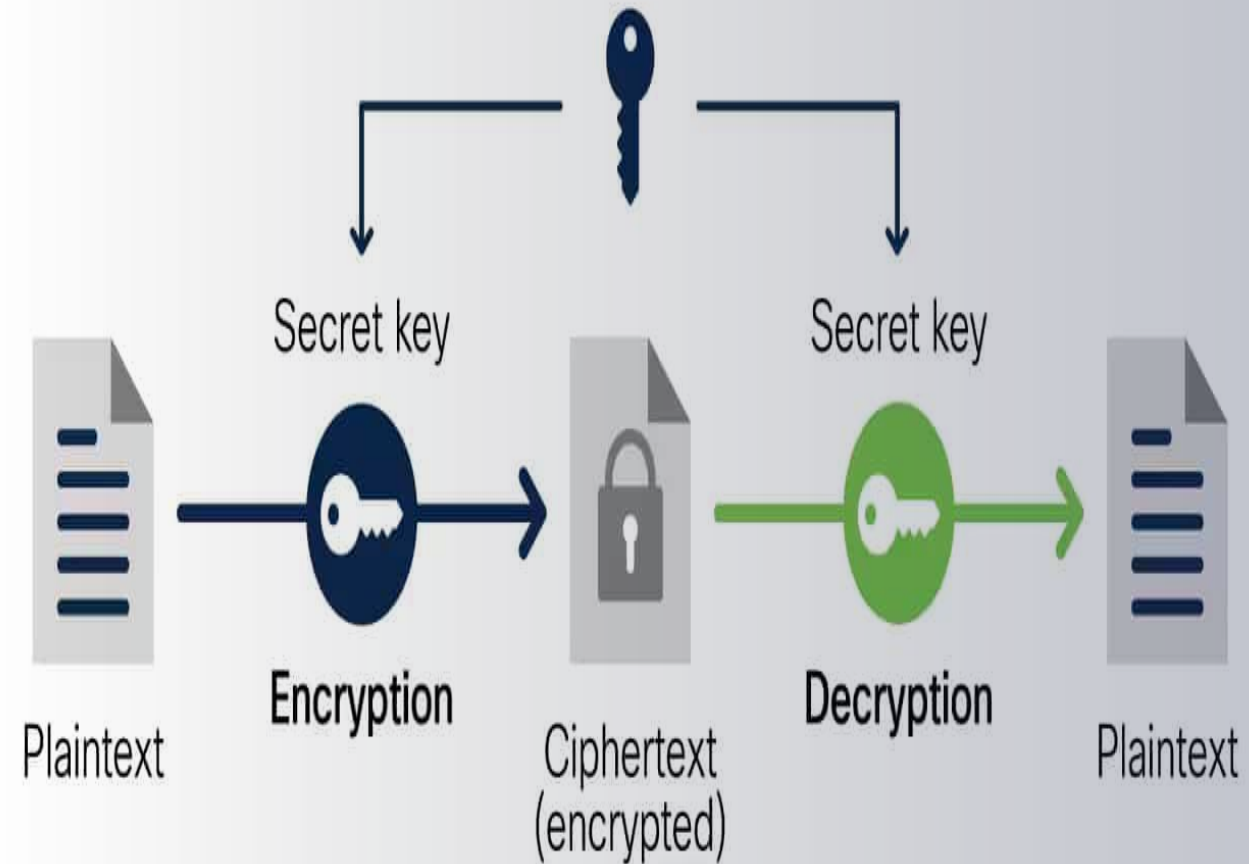 Secret key
Secret key
Encryption
Decryption
Plaintext
Ciphertext
(encrypted)
Plaintext